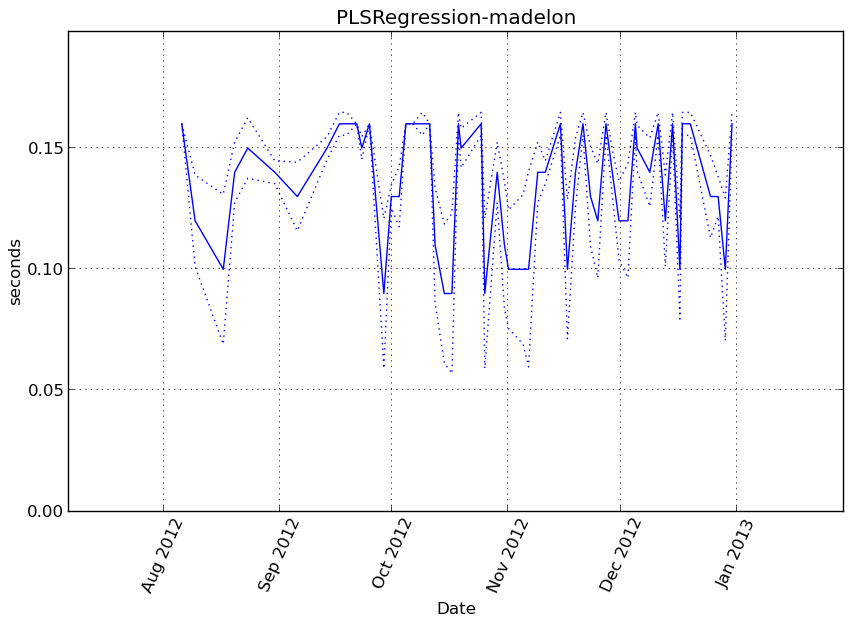 PLSRegression-madelon
seconds
0.15
0.10
0.05
0.00
Aug 2012
Sep 2012
Oct 2012
Nov 2012
Dec 2012
Jan 2013
Date